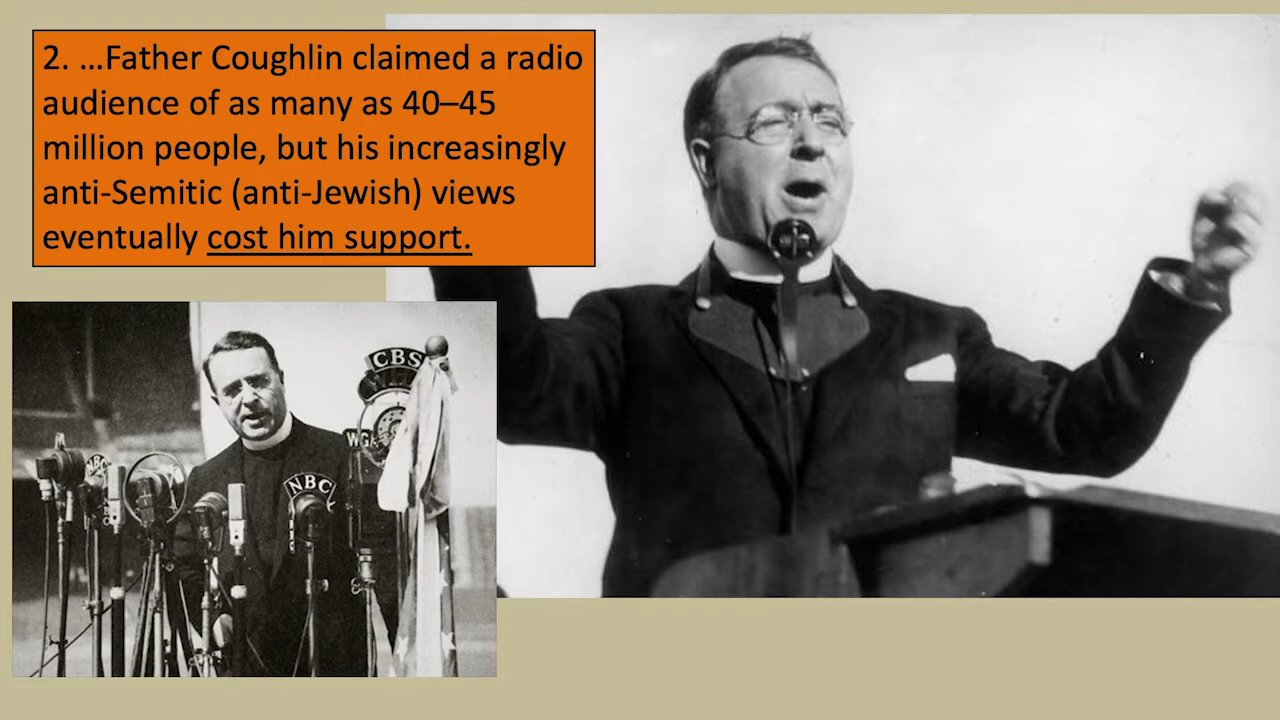 2. ...Father Coughlin claimed a radio
audience of as many as 40–45
million people, but his increasingly
anti-Semitic (anti-Jewish) views
eventually cost him support.
CBS
NBC
NBC